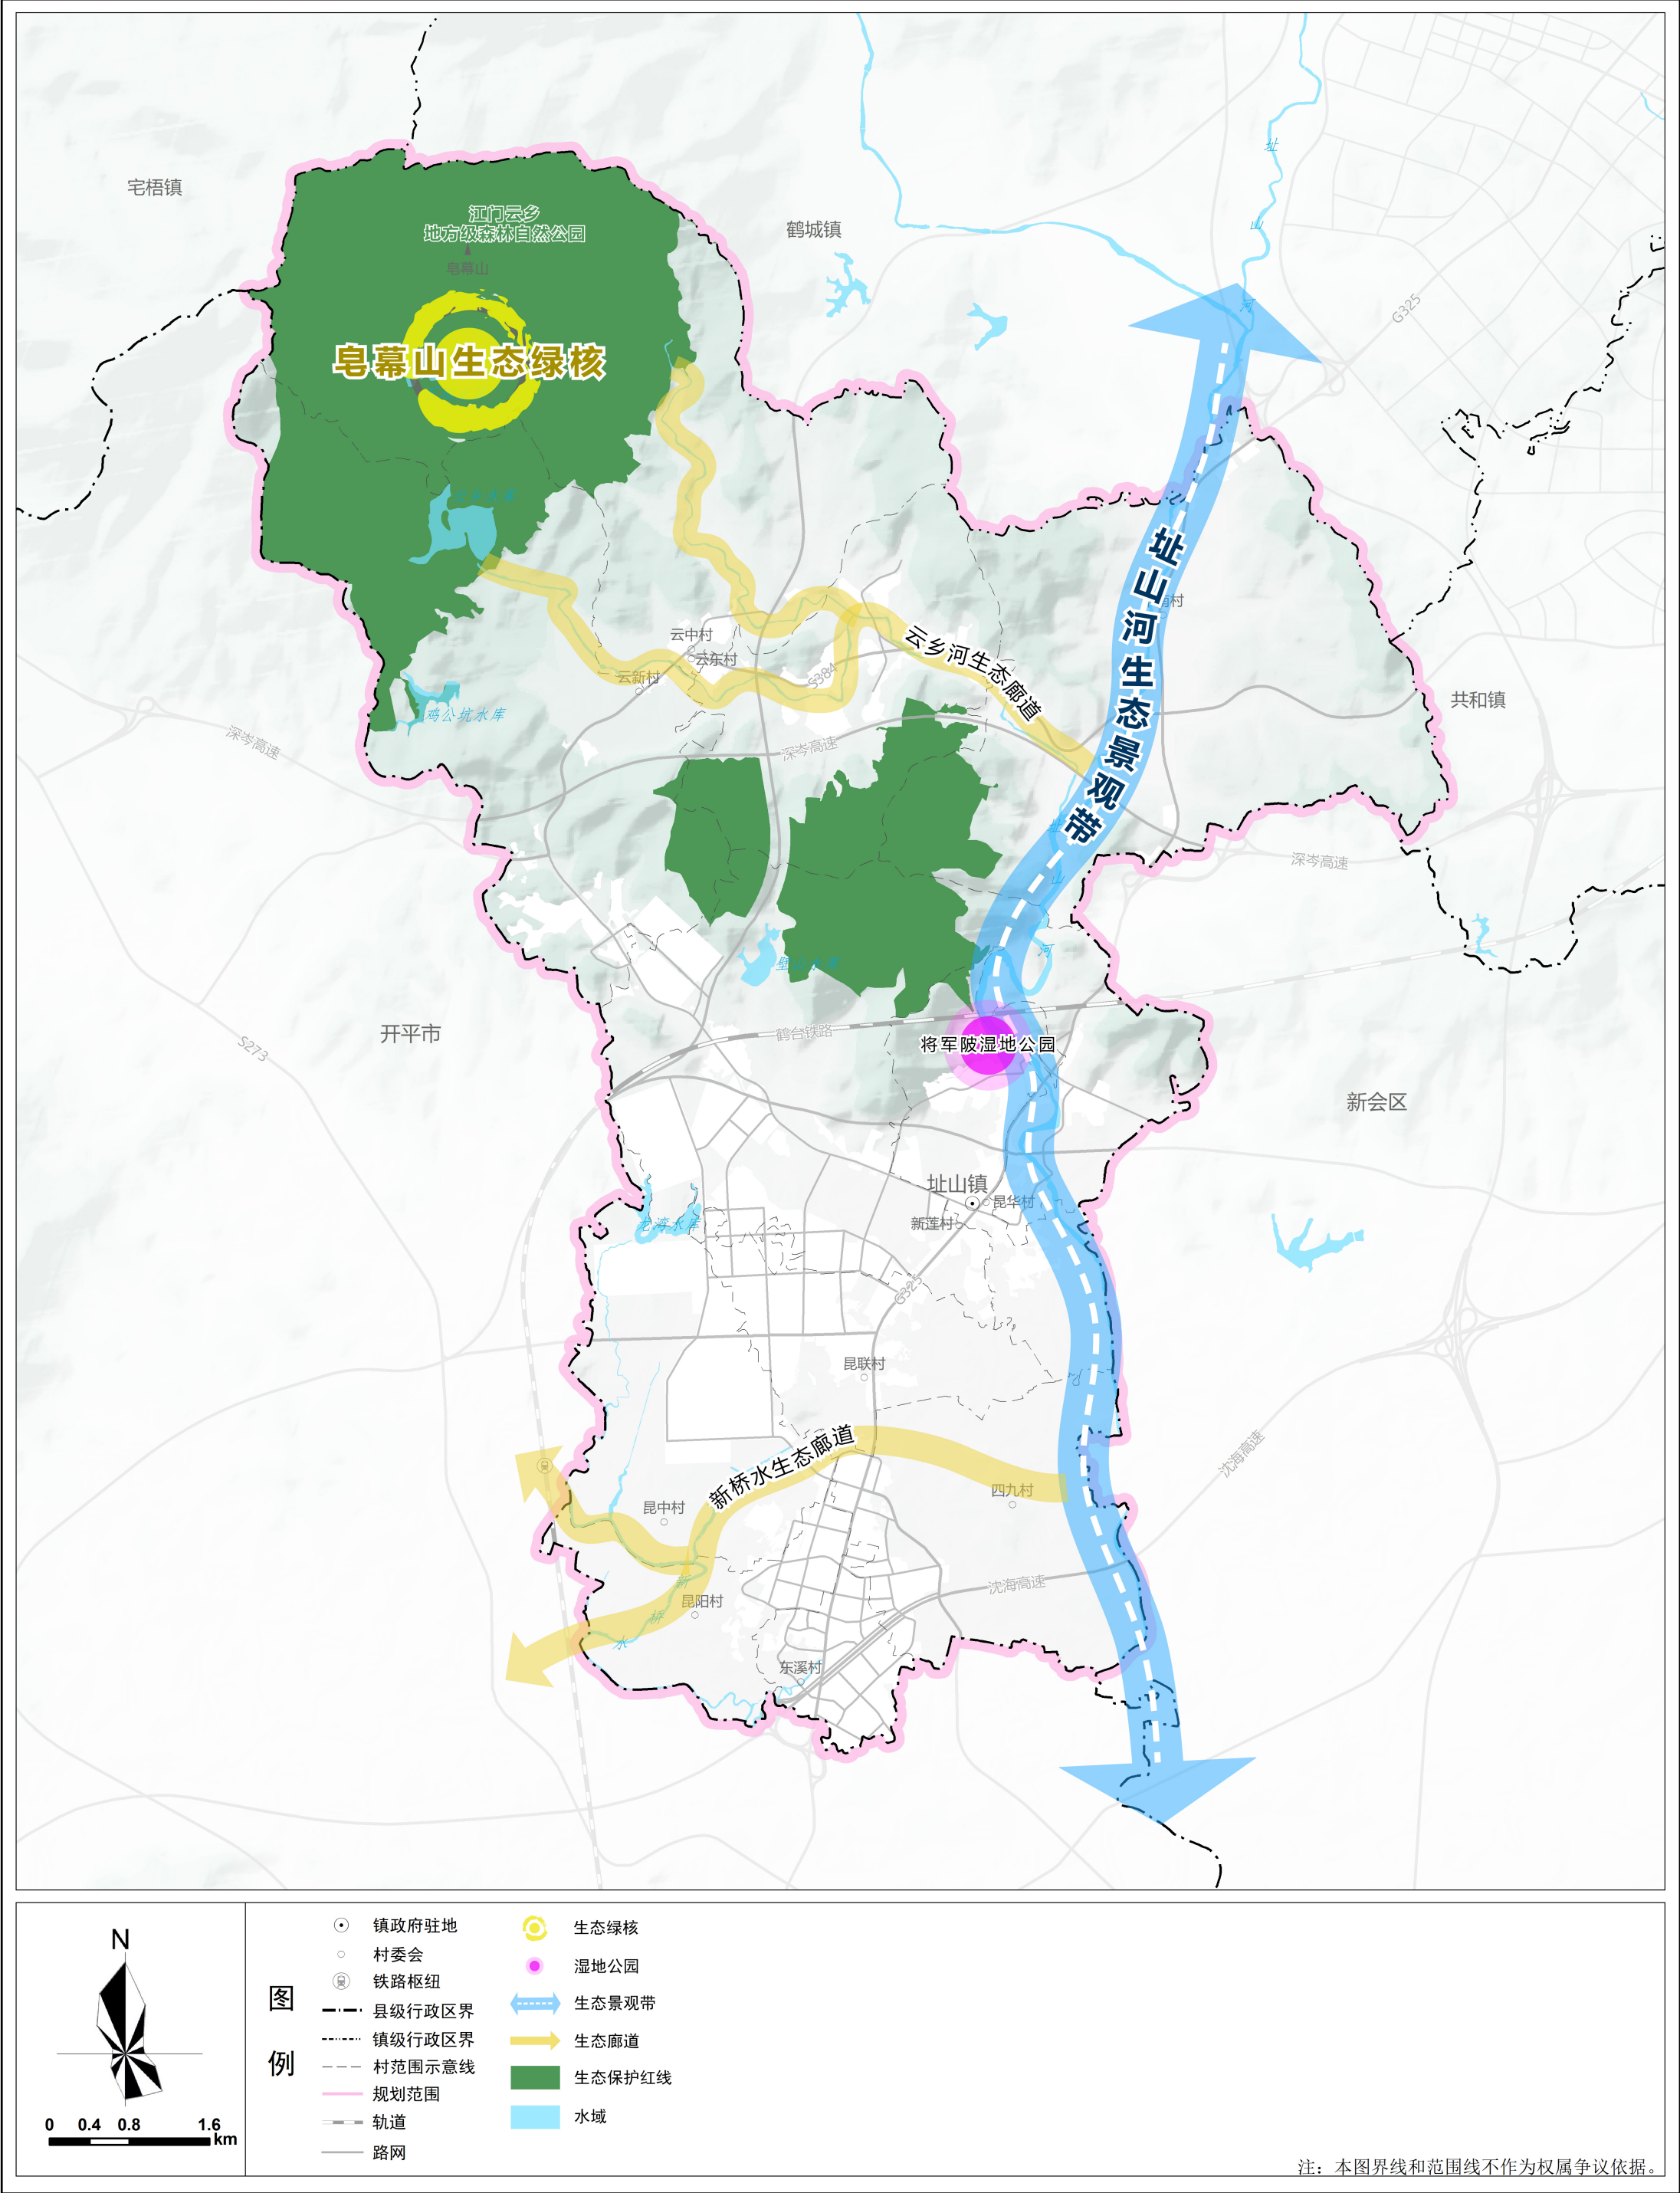 宅梧镇
鹤城镇
址
山
河
G325
江门云乡
地方级森林自然公园
皂幕山
皂幕山生态绿核
址山河生态景观带
云中村
云东村
云新村
S384
云乡河生态廊道
共和镇
鸡公坑水库
深岑高速
深岑高速
深岑高速
山
河
开平市
S273
鹤台铁路
将军陂湿地公园
新会区
址山镇
昆华村
新莲村
龙湾水库
G325
昆联村
沈海高速
新桥水生态廊道
四九村
昆中村
沈海高速
新
桥
水
昆阳村
东溪村
N
0 0.4 0.8 1.6
km
图例
镇政府驻地
村委会
铁路枢纽
县级行政区界
镇级行政区界
村范围示意线
规划范围
轨道
路网
生态绿核
湿地公园
生态景观带
生态廊道
生态保护红线
水域
注：本图界线和范围线不作为权属争议依据。